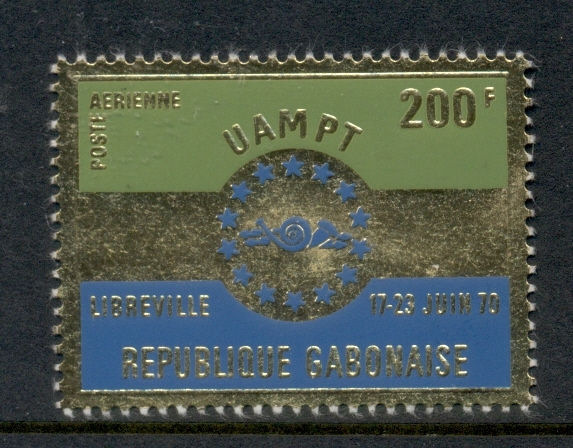 POSTE AERIENNE
200F
UAMPT
LIBREVILLE
17-23 JUIN 70
REPUBLIQUE GABONAISE